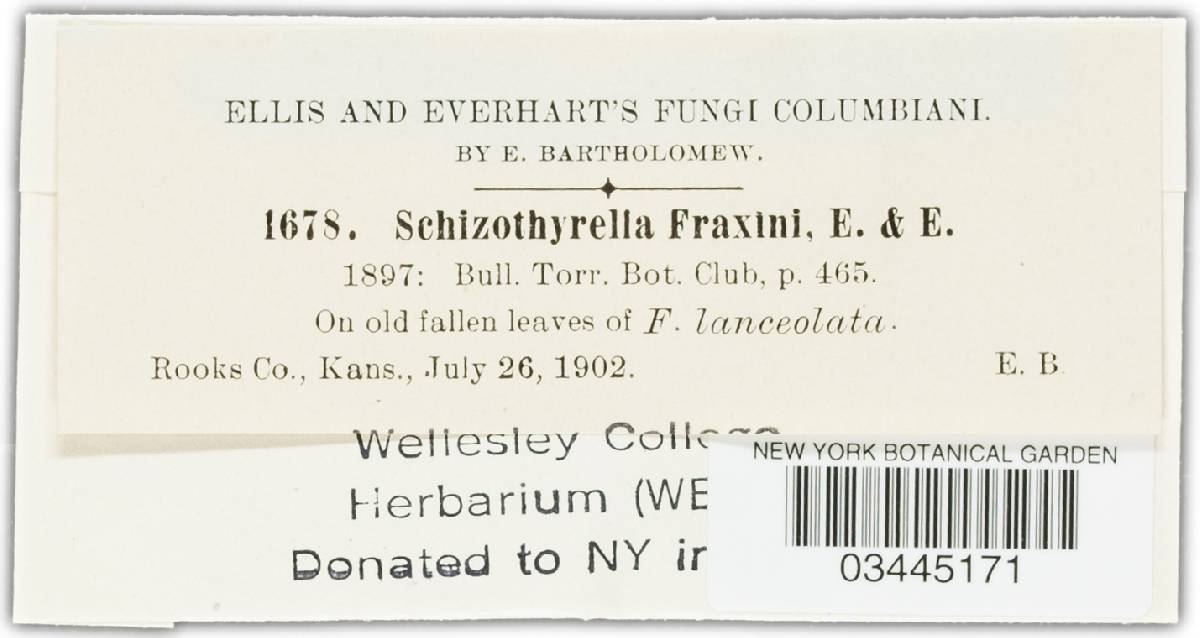 ELLIS AND EVERHART'S FUNGI COLUMBIANI.
BY E. BARTHOLOMEW.
1678. Schizothyrella Fraxini, E. & E.
1897: Bull. Torr. Bot. Club, p. 465.
On old fallen leaves of F. lanceolata.
Rooks Co., Kans., July 26, 1902. E. B.
Wellesley College
Herbarium
Donated to NY
NEW YORK BOTANICAL GARDEN
03445171